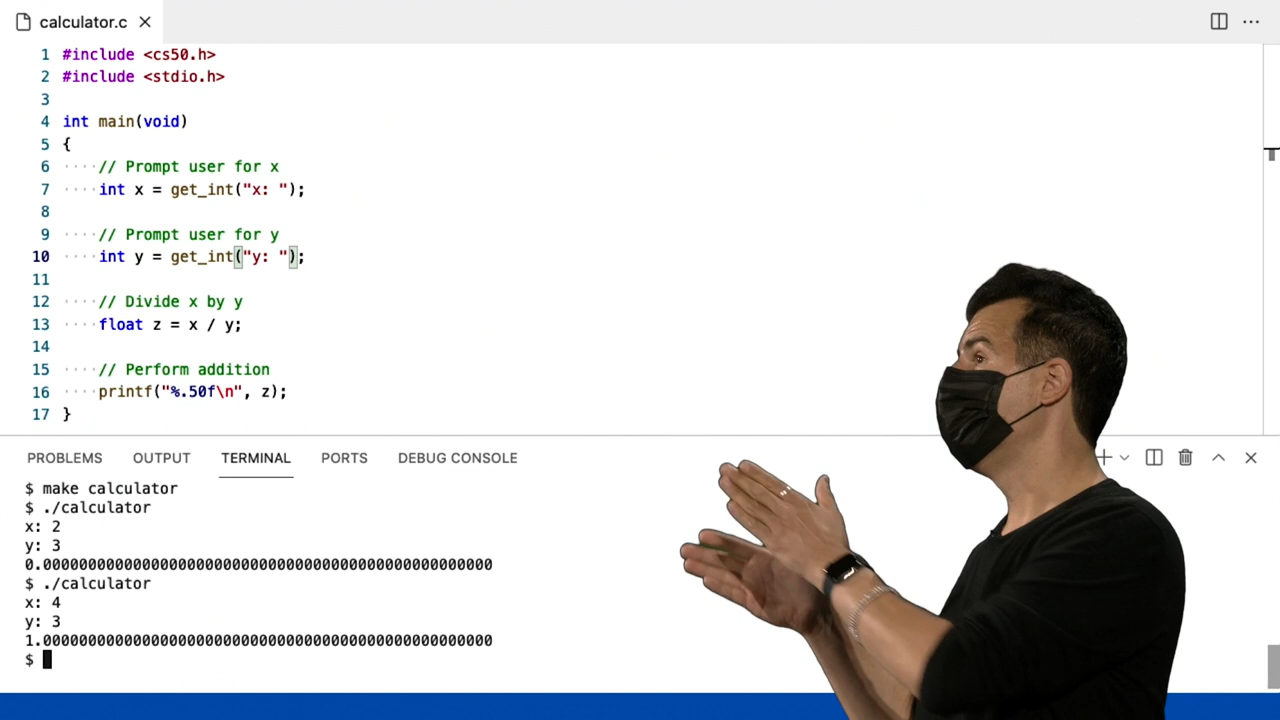 calculator.c
1 #include <cs50.h>
2 #include <stdio.h>
3
4 int main(void)
5 {
6 ····// Prompt user for x
7 ····int x = get_int("x: ");
8
9 ····// Prompt user for y
10 ····int y = get_int("y: ");
11
12 ····// Divide x by y
13 ····float z = x / y;
14
15 ····// Perform addition
16 ····printf("%.50f\n", z);
17 }
PROBLEMS OUTPUT TERMINAL PORTS DEBUG CONSOLE
$ make calculator
$ ./calculator
x: 2
y: 3
0.00000000000000000000000000000000000000000000000000
$ ./calculator
x: 4
y: 3
1.00000000000000000000000000000000000000000000000000
$